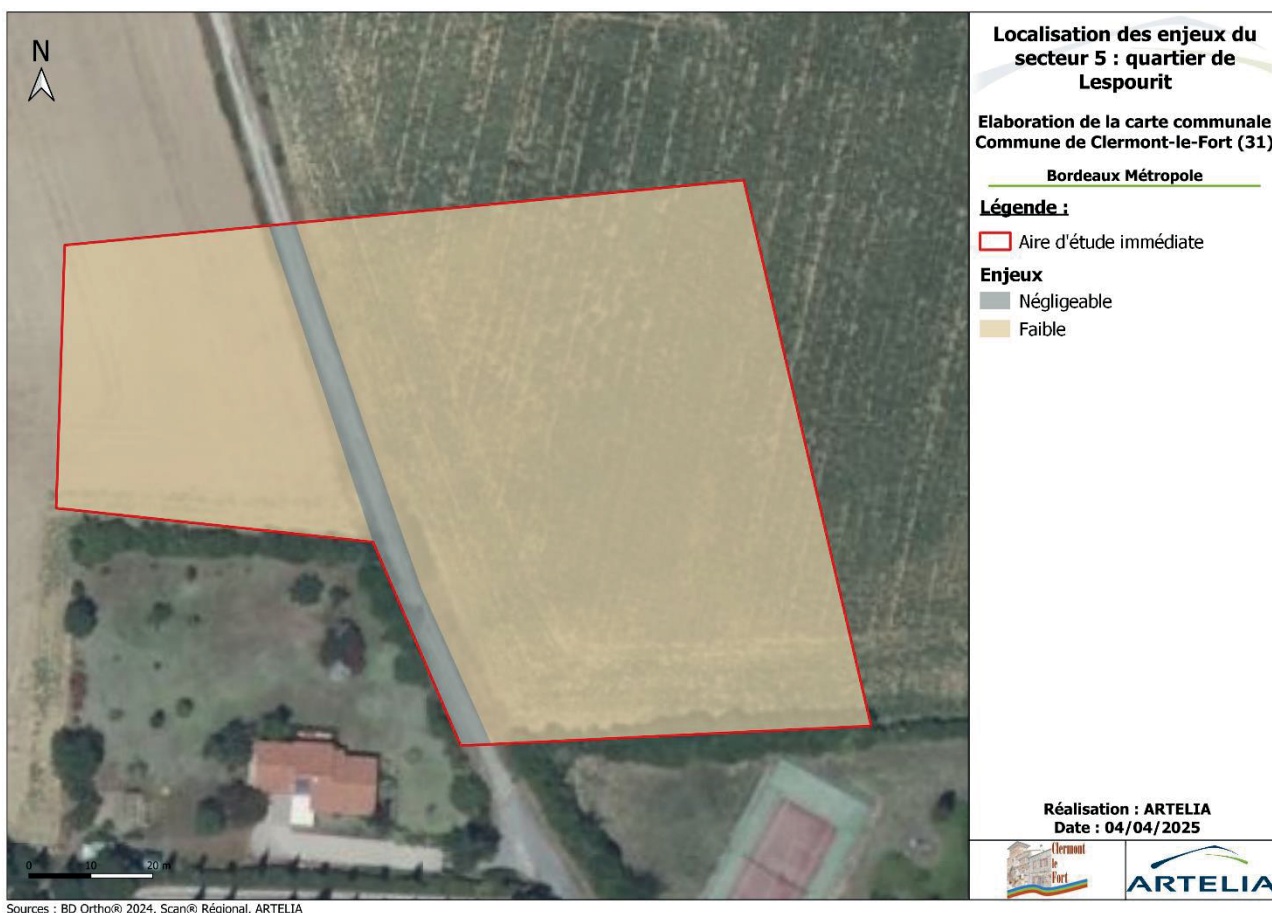 N
Localisation des enjeux du
secteur 5 : quartier de
Lespourit
Elaboration de la carte communale
Commune de Clermont-le-Fort (31)
Bordeaux Métropole
Légende :
Aire d'étude immédiate
Enjeux
Négligeable
Faible
0 10 20 m
Réalisation : ARTELIA
Date : 04/04/2025
Clermont
le
Fort
ARTELIA
Sources : BD Ortho® 2024, Scan® Régional, ARTELIA